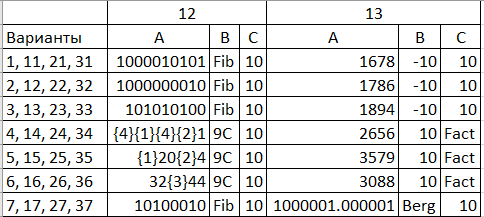 12 13
Варианты A B C A B C
1, 11, 21, 31 1000010101 Fib 10 1678 -10 10
2, 12, 22, 32 1000000010 Fib 10 1786 -10 10
3, 13, 23, 33 101010100 Fib 10 1894 -10 10
4, 14, 24, 34 {4}{1}{4}{2}1 9C 10 2656 10 Fact
5, 15, 25, 35 {1}20{2}4 9C 10 3579 10 Fact
6, 16, 26, 36 32{3}44 9C 10 3088 10 Fact
7, 17, 27, 37 10100010 Fib 10 1000001.000001 Berg 10